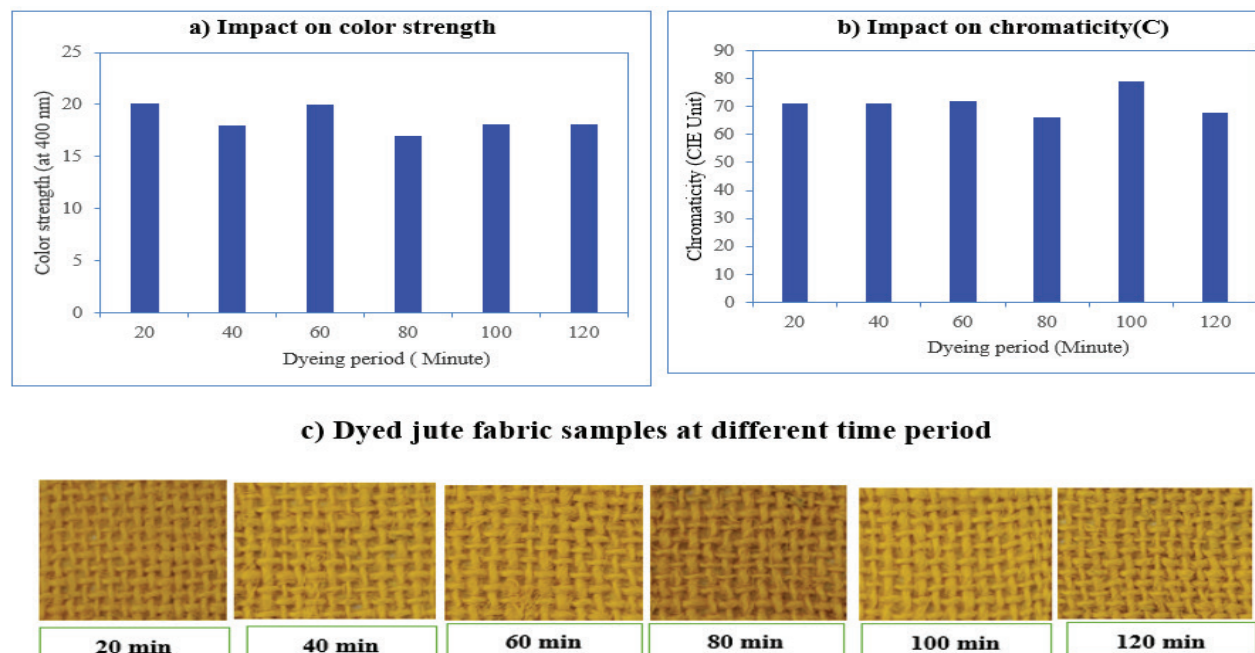 a) Impact on color strength
25
20
15
10
5
0
Color strength (at 400 nm)
20 40 60 80 100 120
Dyeing period ( Minute)
b) Impact on chromaticity(C)
90
80
70
60
50
40
30
20
10
0
Chromaticity (CIE Unit)
20 40 60 80 100 120
Dyeing period (Minute)
c) Dyed jute fabric samples at different time period
20 min 40 min 60 min 80 min 100 min 120 min